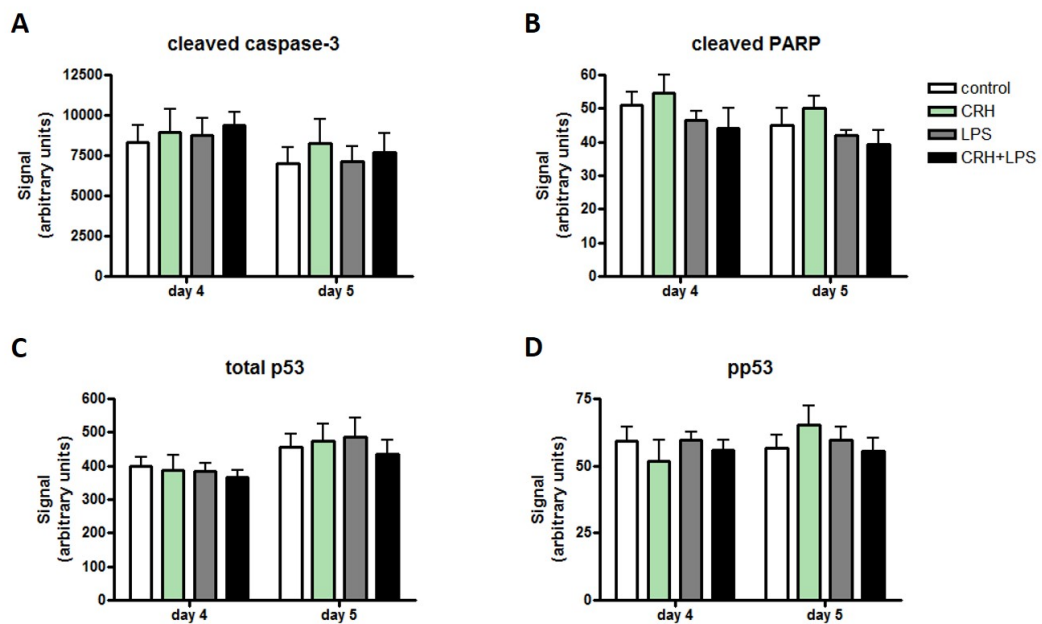 A
cleaved caspase-3
Signal
(arbitrary units)
12500
10000
7500
5000
2500
0
day 4
day 5
B
cleaved PARP
Signal
(arbitrary units)
60
50
40
30
20
10
0
day 4
day 5
control
CRH
LPS
CRH+LPS
C
total p53
Signal
(arbitrary units)
600
500
400
300
200
100
0
day 4
day 5
D
pp53
Signal
(arbitrary units)
75
50
25
0
day 4
day 5